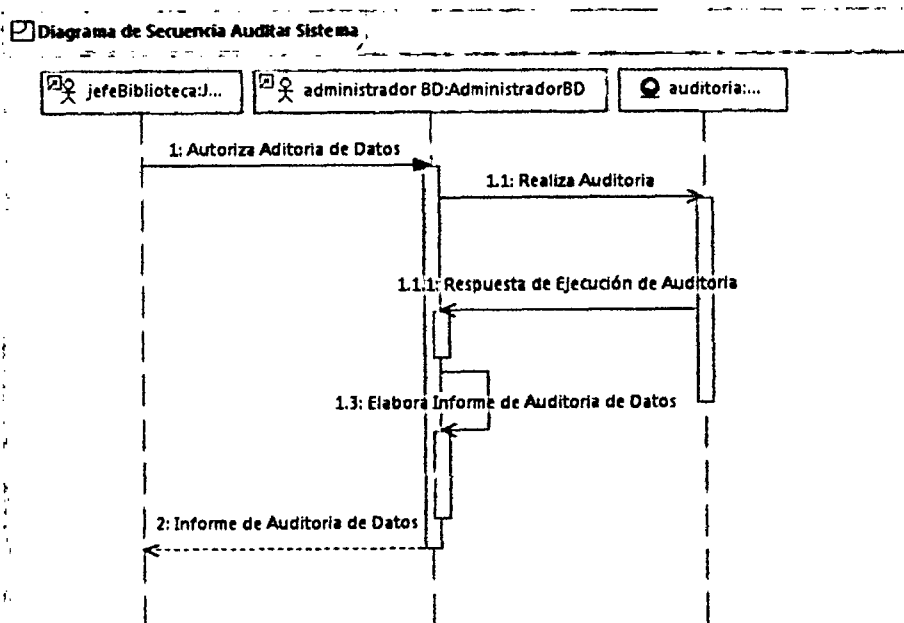 Diagrama de Secuencia Auditar Sistema
jefeBiblioteca:J...
administrador BD:AdministradorBD
auditoria:...
1: Autoriza Aditoria de Datos
1.1: Realiza Auditoria
1.1.1: Respuesta de Ejecución de Auditoria
1.3: Elabora Informe de Auditoria de Datos
2: Informe de Auditoria de Datos